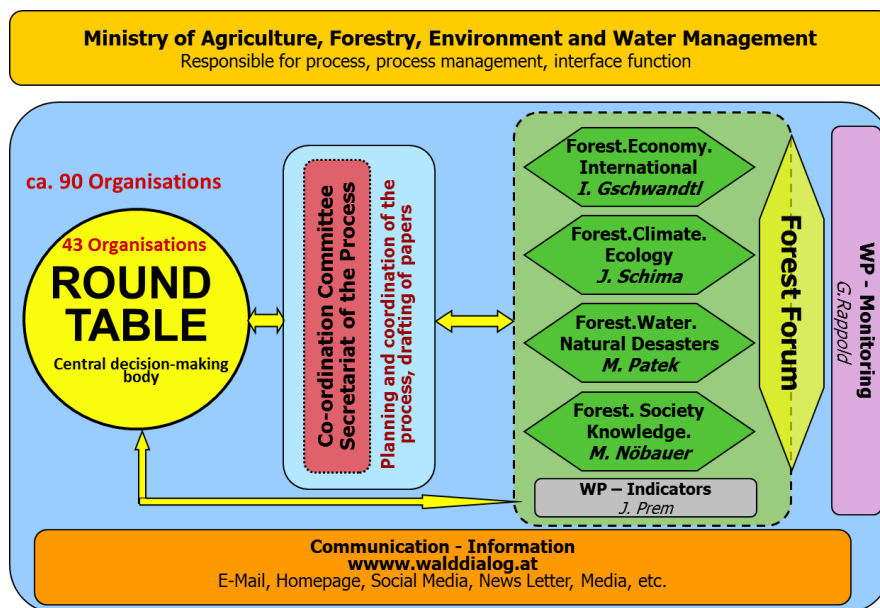 Ministry of Agriculture, Forestry, Environment and Water Management
Responsible for process, process management, interface function
ca. 90 Organisations
43 Organisations
ROUND
TABLE
Central decision-making
body
Co-ordination Committee
Secretariat of the Process
Planning and coordination of the
process, drafting of papers
Forest.Economy.
International
I. Gschwandtl
Forest.Climate.
Ecology
J. Schima
Forest.Water.
Natural Desasters
M. Patek
Forest. Society
Knowledge.
M. Nöbauer
WP – Indicators
J. Prem
Forest Forum
WP - Monitoring
G.Rappold
Communication - Information
wwww.walddialog.at
E-Mail, Homepage, Social Media, News Letter, Media, etc.